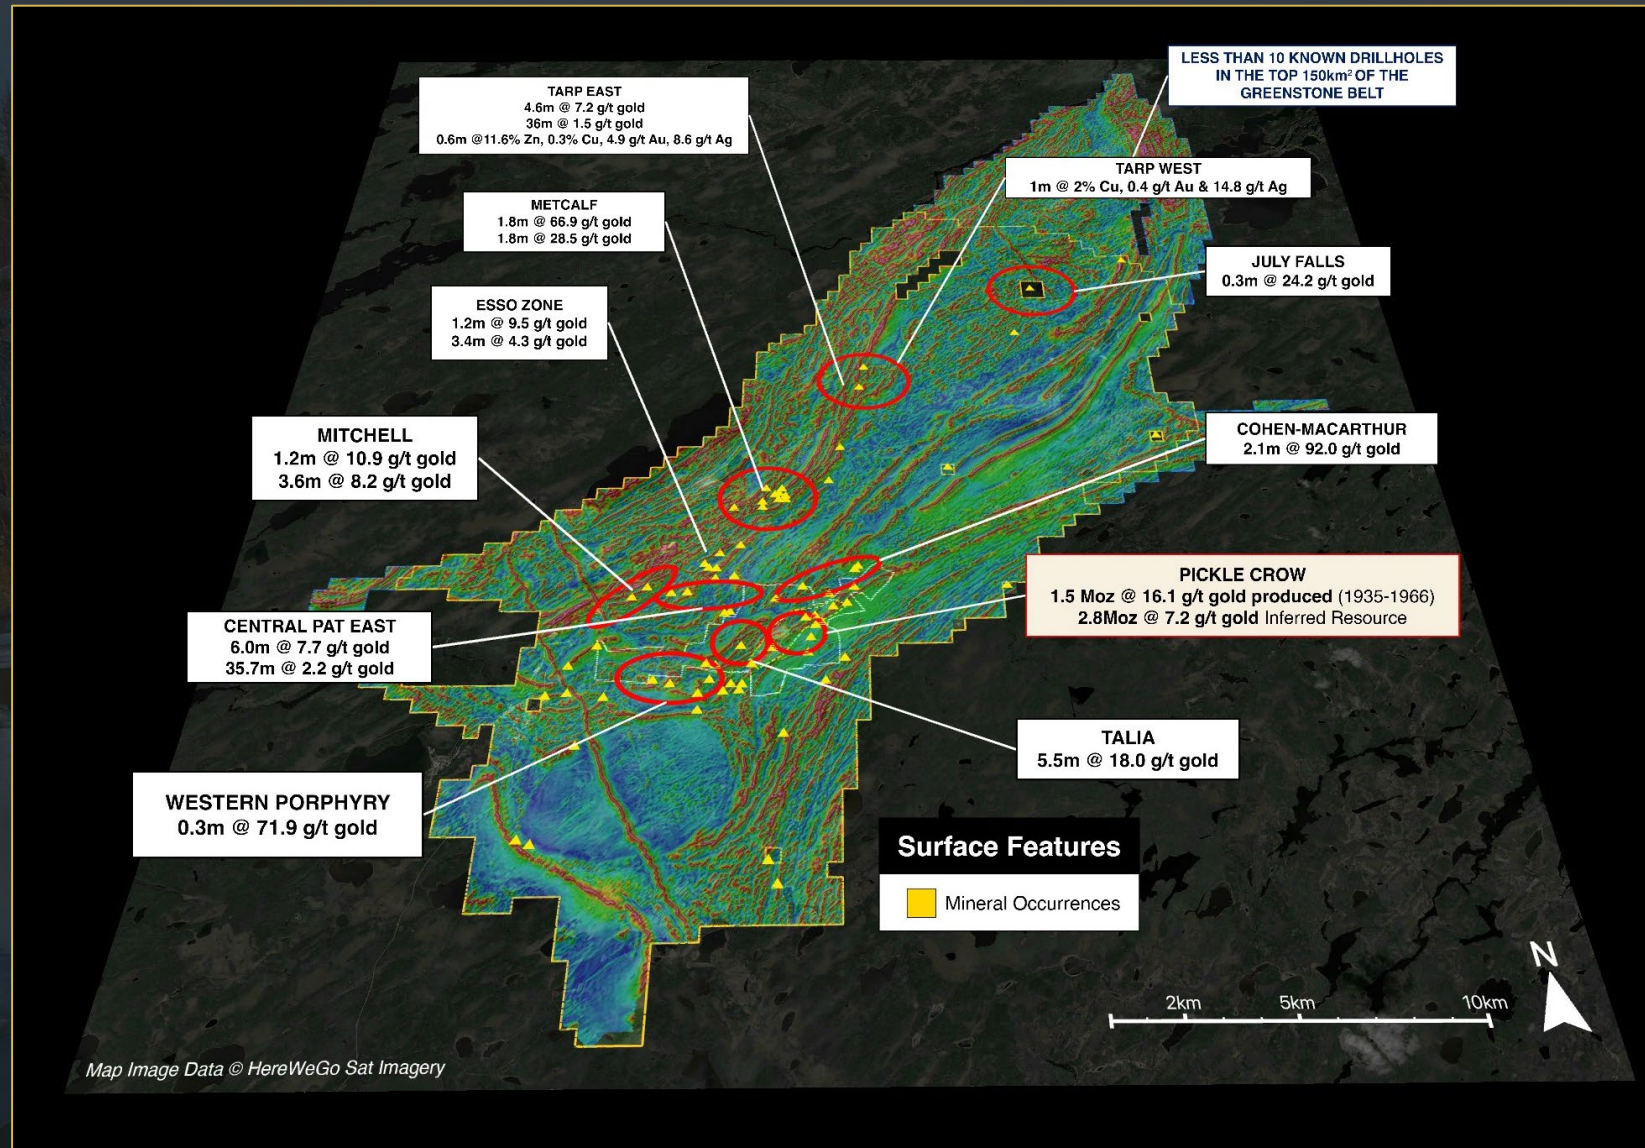 LESS THAN 10 KNOWN DRILLHOLES
IN THE TOP 150km² OF THE
GREENSTONE BELT
TARP EAST
4.6m @ 7.2 g/t gold
36m @ 1.5 g/t gold
0.6m @11.6% Zn, 0.3% Cu, 4.9 g/t Au, 8.6 g/t Ag
TARP WEST
1m @ 2% Cu, 0.4 g/t Au & 14.8 g/t Ag
METCALF
1.8m @ 66.9 g/t gold
1.8m @ 28.5 g/t gold
JULY FALLS
0.3m @ 24.2 g/t gold
ESSO ZONE
1.2m @ 9.5 g/t gold
3.4m @ 4.3 g/t gold
MITCHELL
1.2m @ 10.9 g/t gold
3.6m @ 8.2 g/t gold
COHEN-MACARTHUR
2.1m @ 92.0 g/t gold
PICKLE CROW
1.5 Moz @ 16.1 g/t gold produced (1935-1966)
2.8Moz @ 7.2 g/t gold Inferred Resource
CENTRAL PAT EAST
6.0m @ 7.7 g/t gold
35.7m @ 2.2 g/t gold
TALIA
5.5m @ 18.0 g/t gold
WESTERN PORPHYRY
0.3m @ 71.9 g/t gold
Surface Features
Mineral Occurrences
N
2km 5km 10km
Map Image Data © HereWeGo Sat Imagery